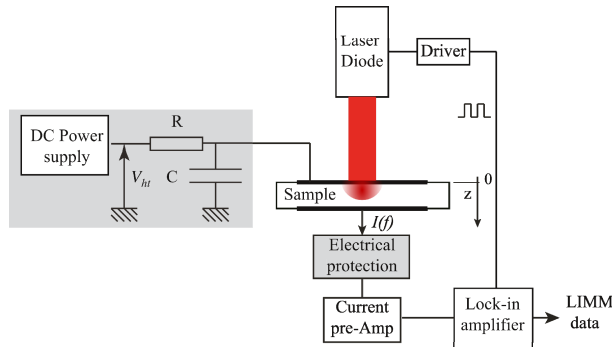 Laser
Diode
Driver
DC Power
supply
R
V_ht
C
Sample
0
z
I(f)
Electrical
protection
Current
pre-Amp
Lock-in
amplifier
LIMM
data